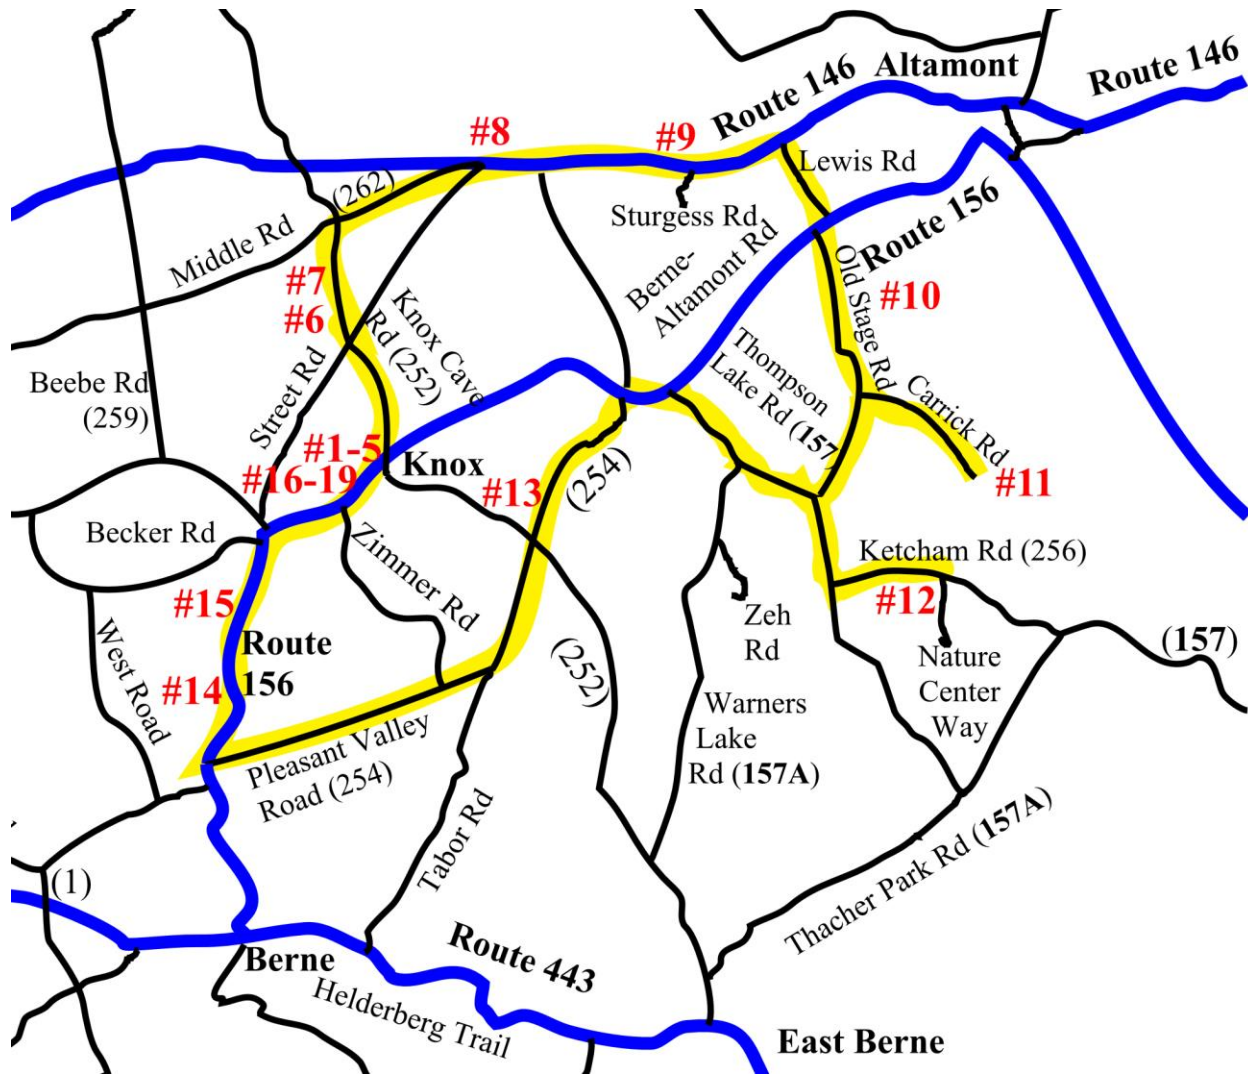 Altamont
Route 146
Route 146
#8
#9
Lewis Rd
(262)
Sturgess Rd
Route 156
Middle Rd
Berne-
Altamont Rd
#7
#6
#10
Old Stage Rd
Knox Cave
Rd (252)
Thompson
Lake Rd (157)
Beebe Rd
(259)
Street Rd
Carrick Rd
#1-5
#16-19
Knox
#13
(254)
#11
Becker Rd
Zimmer Rd
Ketcham Rd (256)
#15
#12
Zeh
Rd
Route
156
(157)
West Road
#14
(252)
Nature
Center
Way
Warners
Lake
Rd (157A)
Pleasant Valley
Road (254)
Tabor Rd
Thacher Park Rd (157A)
(1)
Berne
Route 443
Helderberg Trail
East Berne